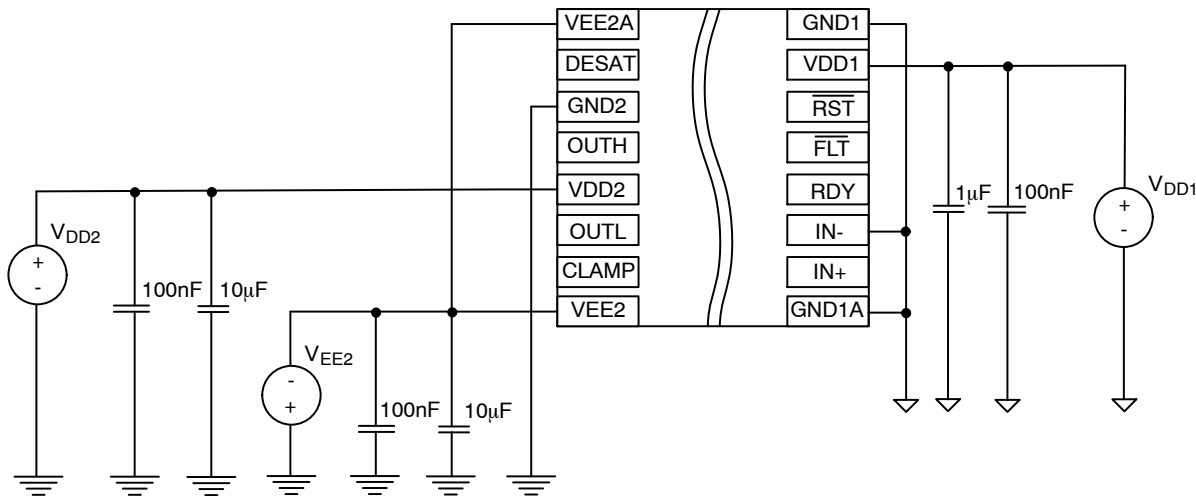 VEE2A
DESAT
GND2
OUTH
VDD2
OUTL
CLAMP
VEE2
GND1
VDD1
RST
FLT
RDY
IN-
IN+
GND1A
VDD2
+
-
100nF
10μF
VEE2
-
+
100nF
10μF
1μF
100nF
VDD1
+
-